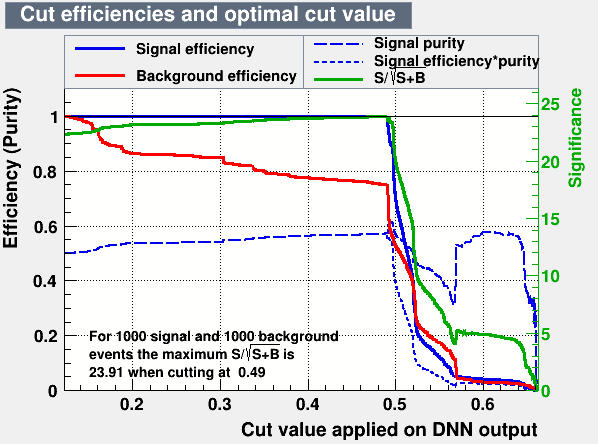 Cut efficiencies and optimal cut value
Signal efficiency
Background efficiency
Signal purity
Signal efficiency*purity
S/√S+B
Efficiency (Purity)
1
0.8
0.6
0.4
0.2
0
0.2
0.3
0.4
0.5
0.6
25
20
15
10
5
0
Significance
For 1000 signal and 1000 background
events the maximum S/√S+B is
23.91 when cutting at 0.49
Cut value applied on DNN output